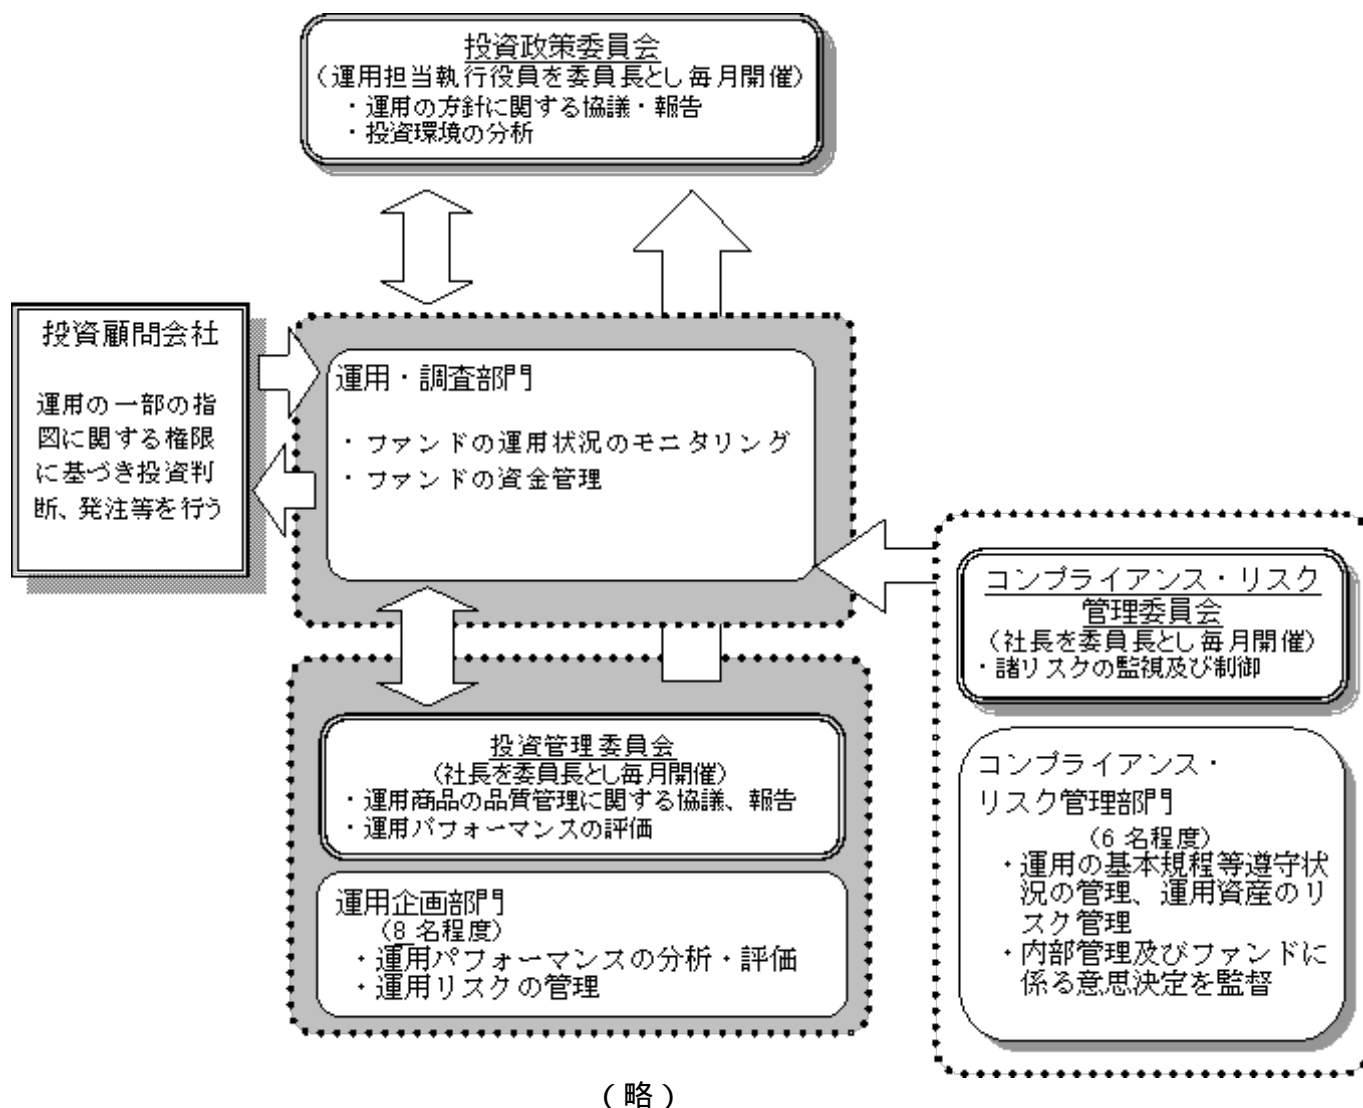 投資政策委員会
（運用担当執行役員を委員長とし毎月開催）
・運用の方針に関する協議・報告
・投資環境の分析
投資顧問会社
運用の一部の指
図に関する権限
に基づき投資判
断、発注等を行う
運用・調査部門
・ファンドの運用状況のモニタリング
・ファンドの資金管理
コンプライアンス・リスク
管理委員会
（社長を委員長とし毎月開催）
・諸リスクの監視及び制御
投資管理委員会
（社長を委員長とし毎月開催）
・運用商品の品質管理に関する協議、報告
・運用パフォーマンスの評価
運用企画部門
（8 名程度）
・運用パフォーマンスの分析・評価
・運用リスクの管理
コンプライアンス・
リスク管理部門
（6 名程度）
・運用の基本規程等遵守状
況の管理、運用資産のリ
スク管理
・内部管理及びファンドに
係る意思決定を監督
（略）